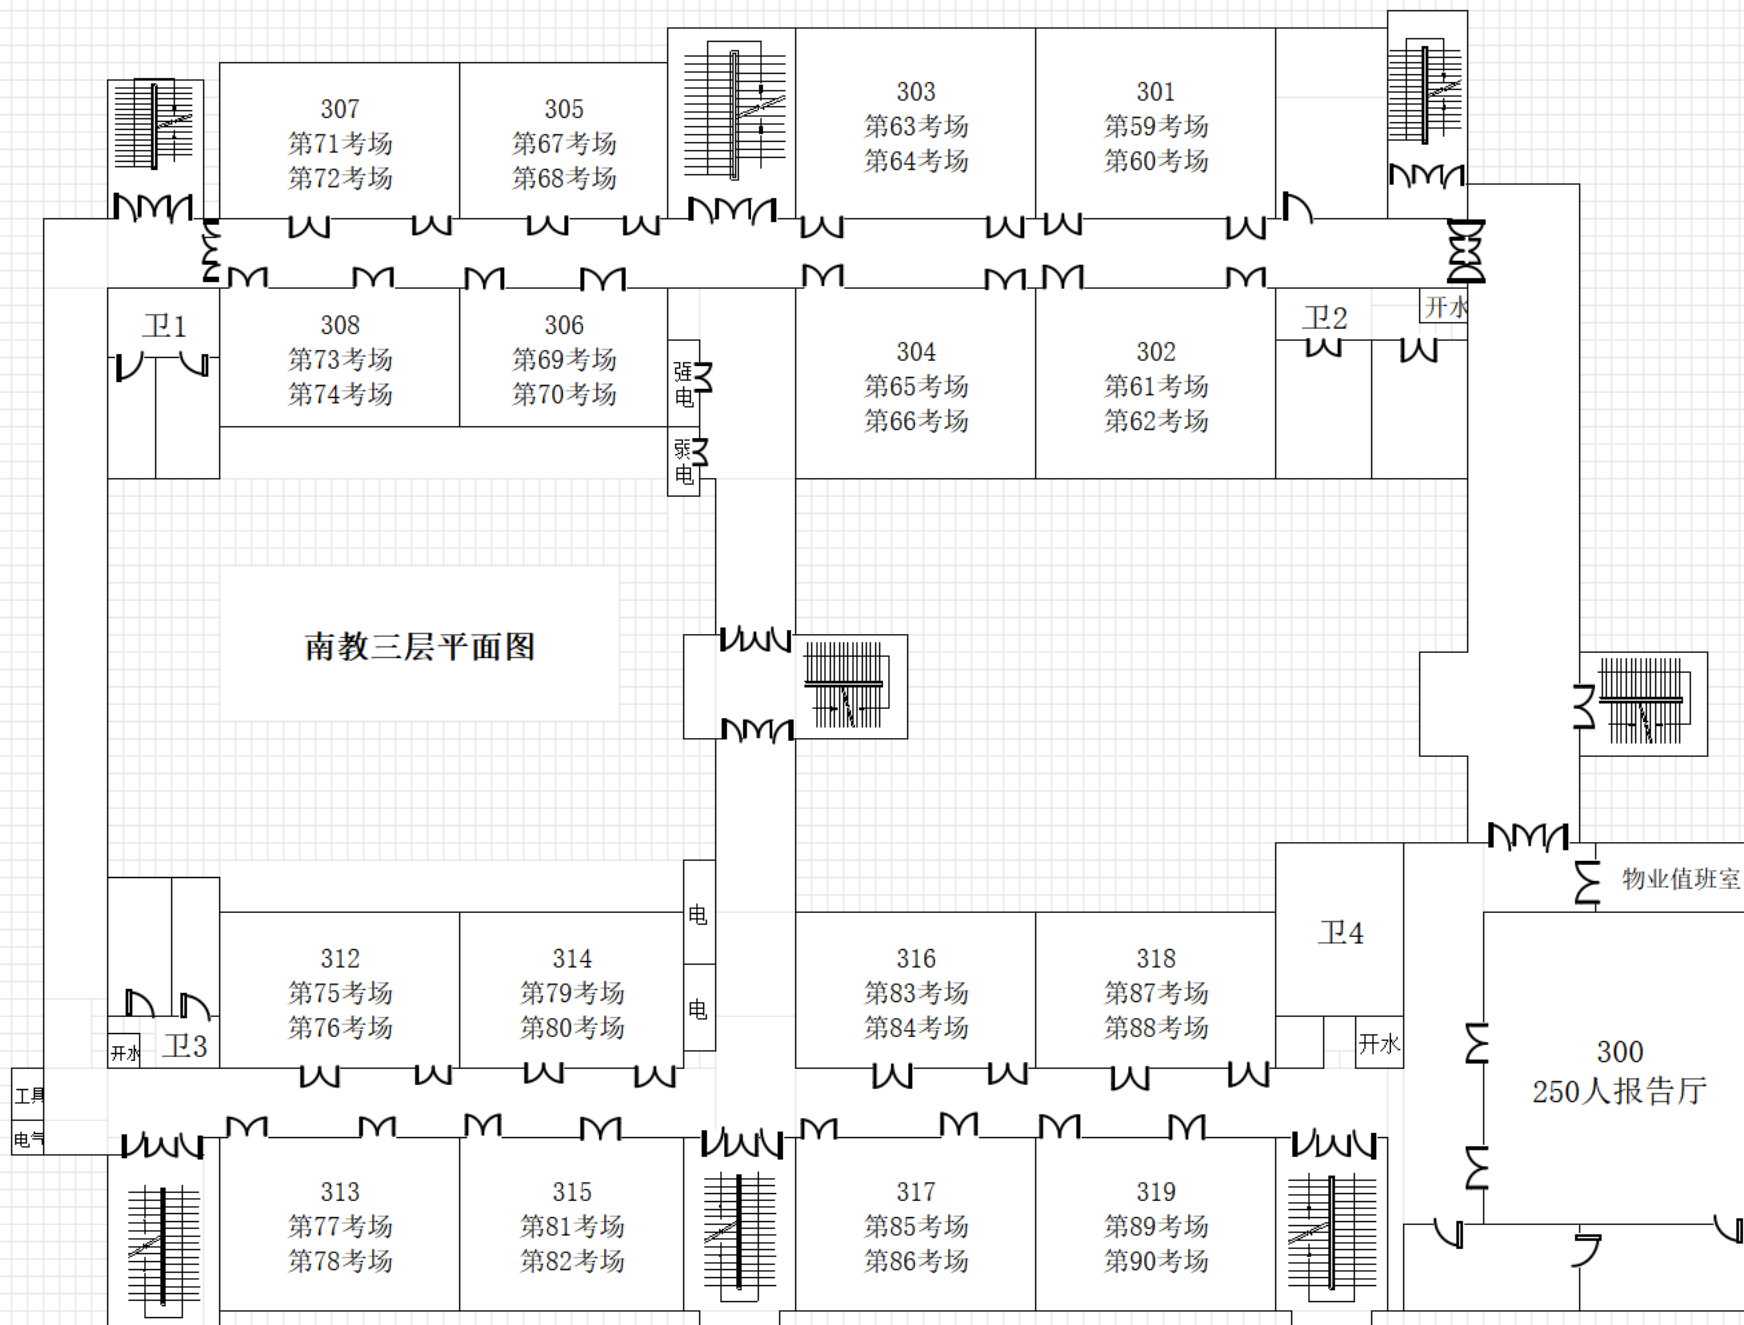 307
第71考场
第72考场
305
第67考场
第68考场
303
第63考场
第64考场
301
第59考场
第60考场
卫1
308
第73考场
第74考场
306
第69考场
第70考场
强
电
弱
电
304
第65考场
第66考场
302
第61考场
第62考场
卫2
开水
南教三层平面图
物业值班室
312
第75考场
第76考场
314
第79考场
第80考场
电
电
316
第83考场
第84考场
318
第87考场
第88考场
卫4
开水
开水
卫3
300
250人报告厅
工具
电气
313
第77考场
第78考场
315
第81考场
第82考场
317
第85考场
第86考场
319
第89考场
第90考场